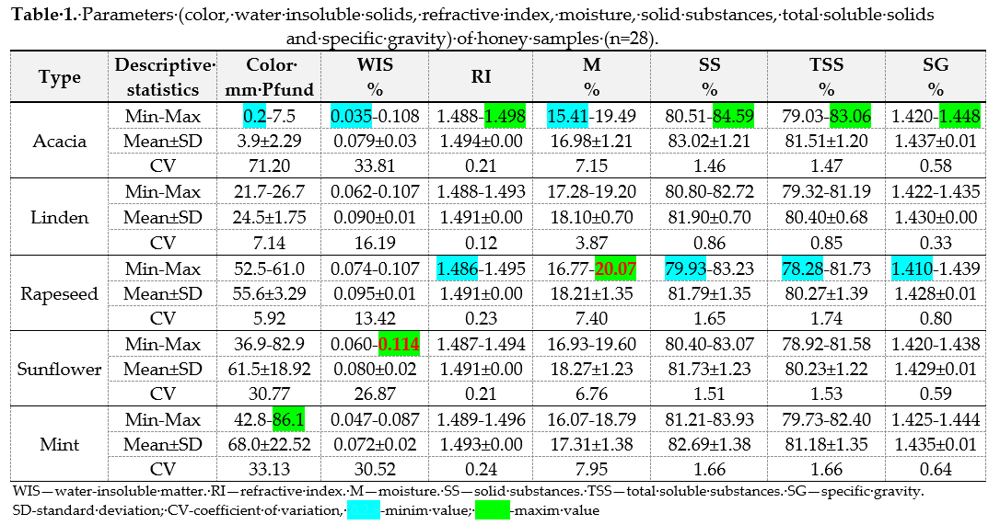 Table 1. Parameters (color, water insoluble solids, refractive index, moisture, solid substances, total soluble solids
and specific gravity) of honey samples (n=28).
Type Descriptive statistics Color mm Pfund WIS % RI M % SS % TSS % SG %
Acacia
Min-Max 0.2-7.5 0.035-0.108 1.488-1.498 15.41-19.49 80.51-84.59 79.03-83.06 1.420-1.448
Mean±SD 3.9±2.29 0.079±0.03 1.494±0.00 16.98±1.21 83.02±1.21 81.51±1.20 1.437±0.01
CV 71.20 33.81 0.21 7.15 1.46 1.47 0.58
Linden
Min-Max 21.7-26.7 0.062-0.107 1.488-1.493 17.28-19.20 80.80-82.72 79.32-81.19 1.422-1.435
Mean±SD 24.5±1.75 0.090±0.01 1.491±0.00 18.10±0.70 81.90±0.70 80.40±0.68 1.430±0.00
CV 7.14 16.19 0.12 3.87 0.86 0.85 0.33
Rapeseed
Min-Max 52.5-61.0 0.074-0.107 1.486-1.495 16.77-20.07 79.93-83.23 78.28-81.73 1.410-1.439
Mean±SD 55.6±3.29 0.095±0.01 1.491±0.00 18.21±1.35 81.79±1.35 80.27±1.39 1.428±0.01
CV 5.92 13.42 0.23 7.40 1.65 1.74 0.80
Sunflower
Min-Max 36.9-82.9 0.060-0.114 1.487-1.494 16.93-19.60 80.40-83.07 78.92-81.58 1.420-1.438
Mean±SD 61.5±18.92 0.080±0.02 1.491±0.00 18.27±1.23 81.73±1.23 80.23±1.22 1.429±0.01
CV 30.77 26.87 0.21 6.76 1.51 1.53 0.59
Mint
Min-Max 42.8-86.1 0.047-0.087 1.489-1.496 16.07-18.79 81.21-83.93 79.73-82.40 1.425-1.444
Mean±SD 68.0±22.52 0.072±0.02 1.493±0.00 17.31±1.38 82.69±1.38 81.18±1.35 1.435±0.01
CV 33.13 30.52 0.24 7.95 1.66 1.66 0.64
WIS—water-insoluble matter. RI—refractive index. M—moisture. SS—solid substances. TSS—total soluble substances. SG—specific gravity.
SD-standard deviation; CV-coefficient of variation, -minim value; -maxim value